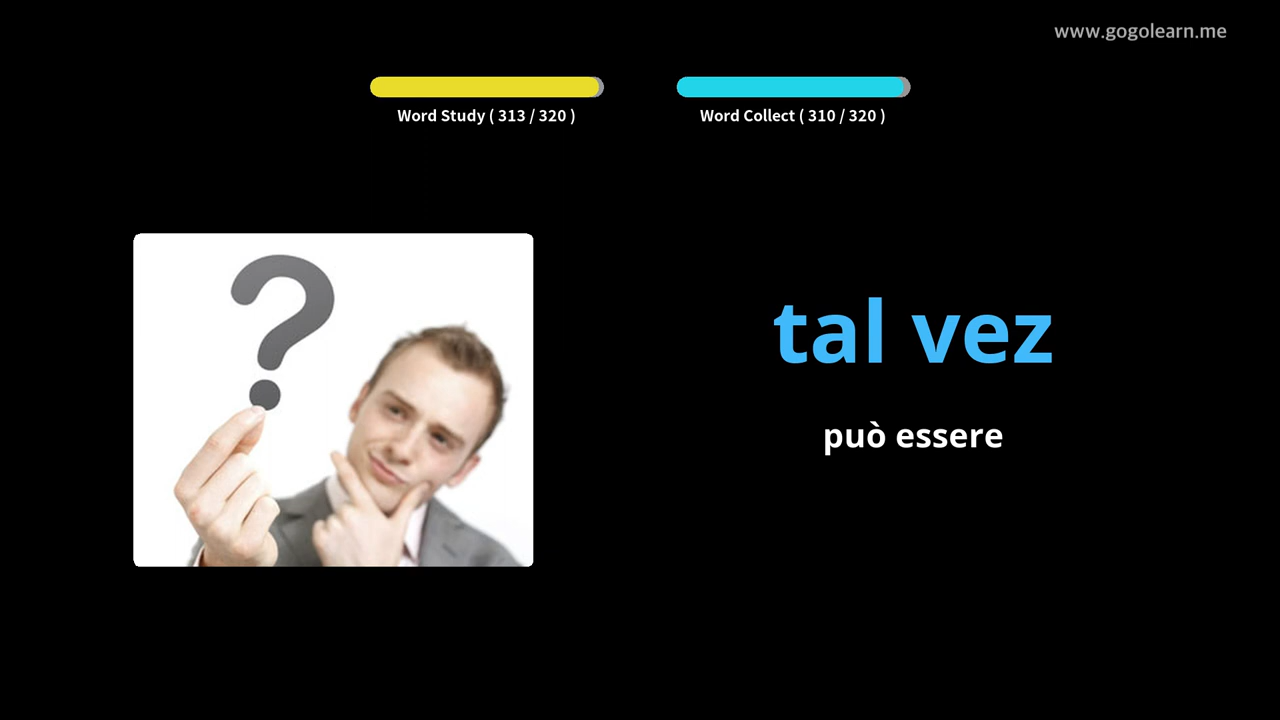 www.gogolearn.me
Word Study ( 313 / 320 )
Word Collect ( 310 / 320 )
?
tal vez
può essere